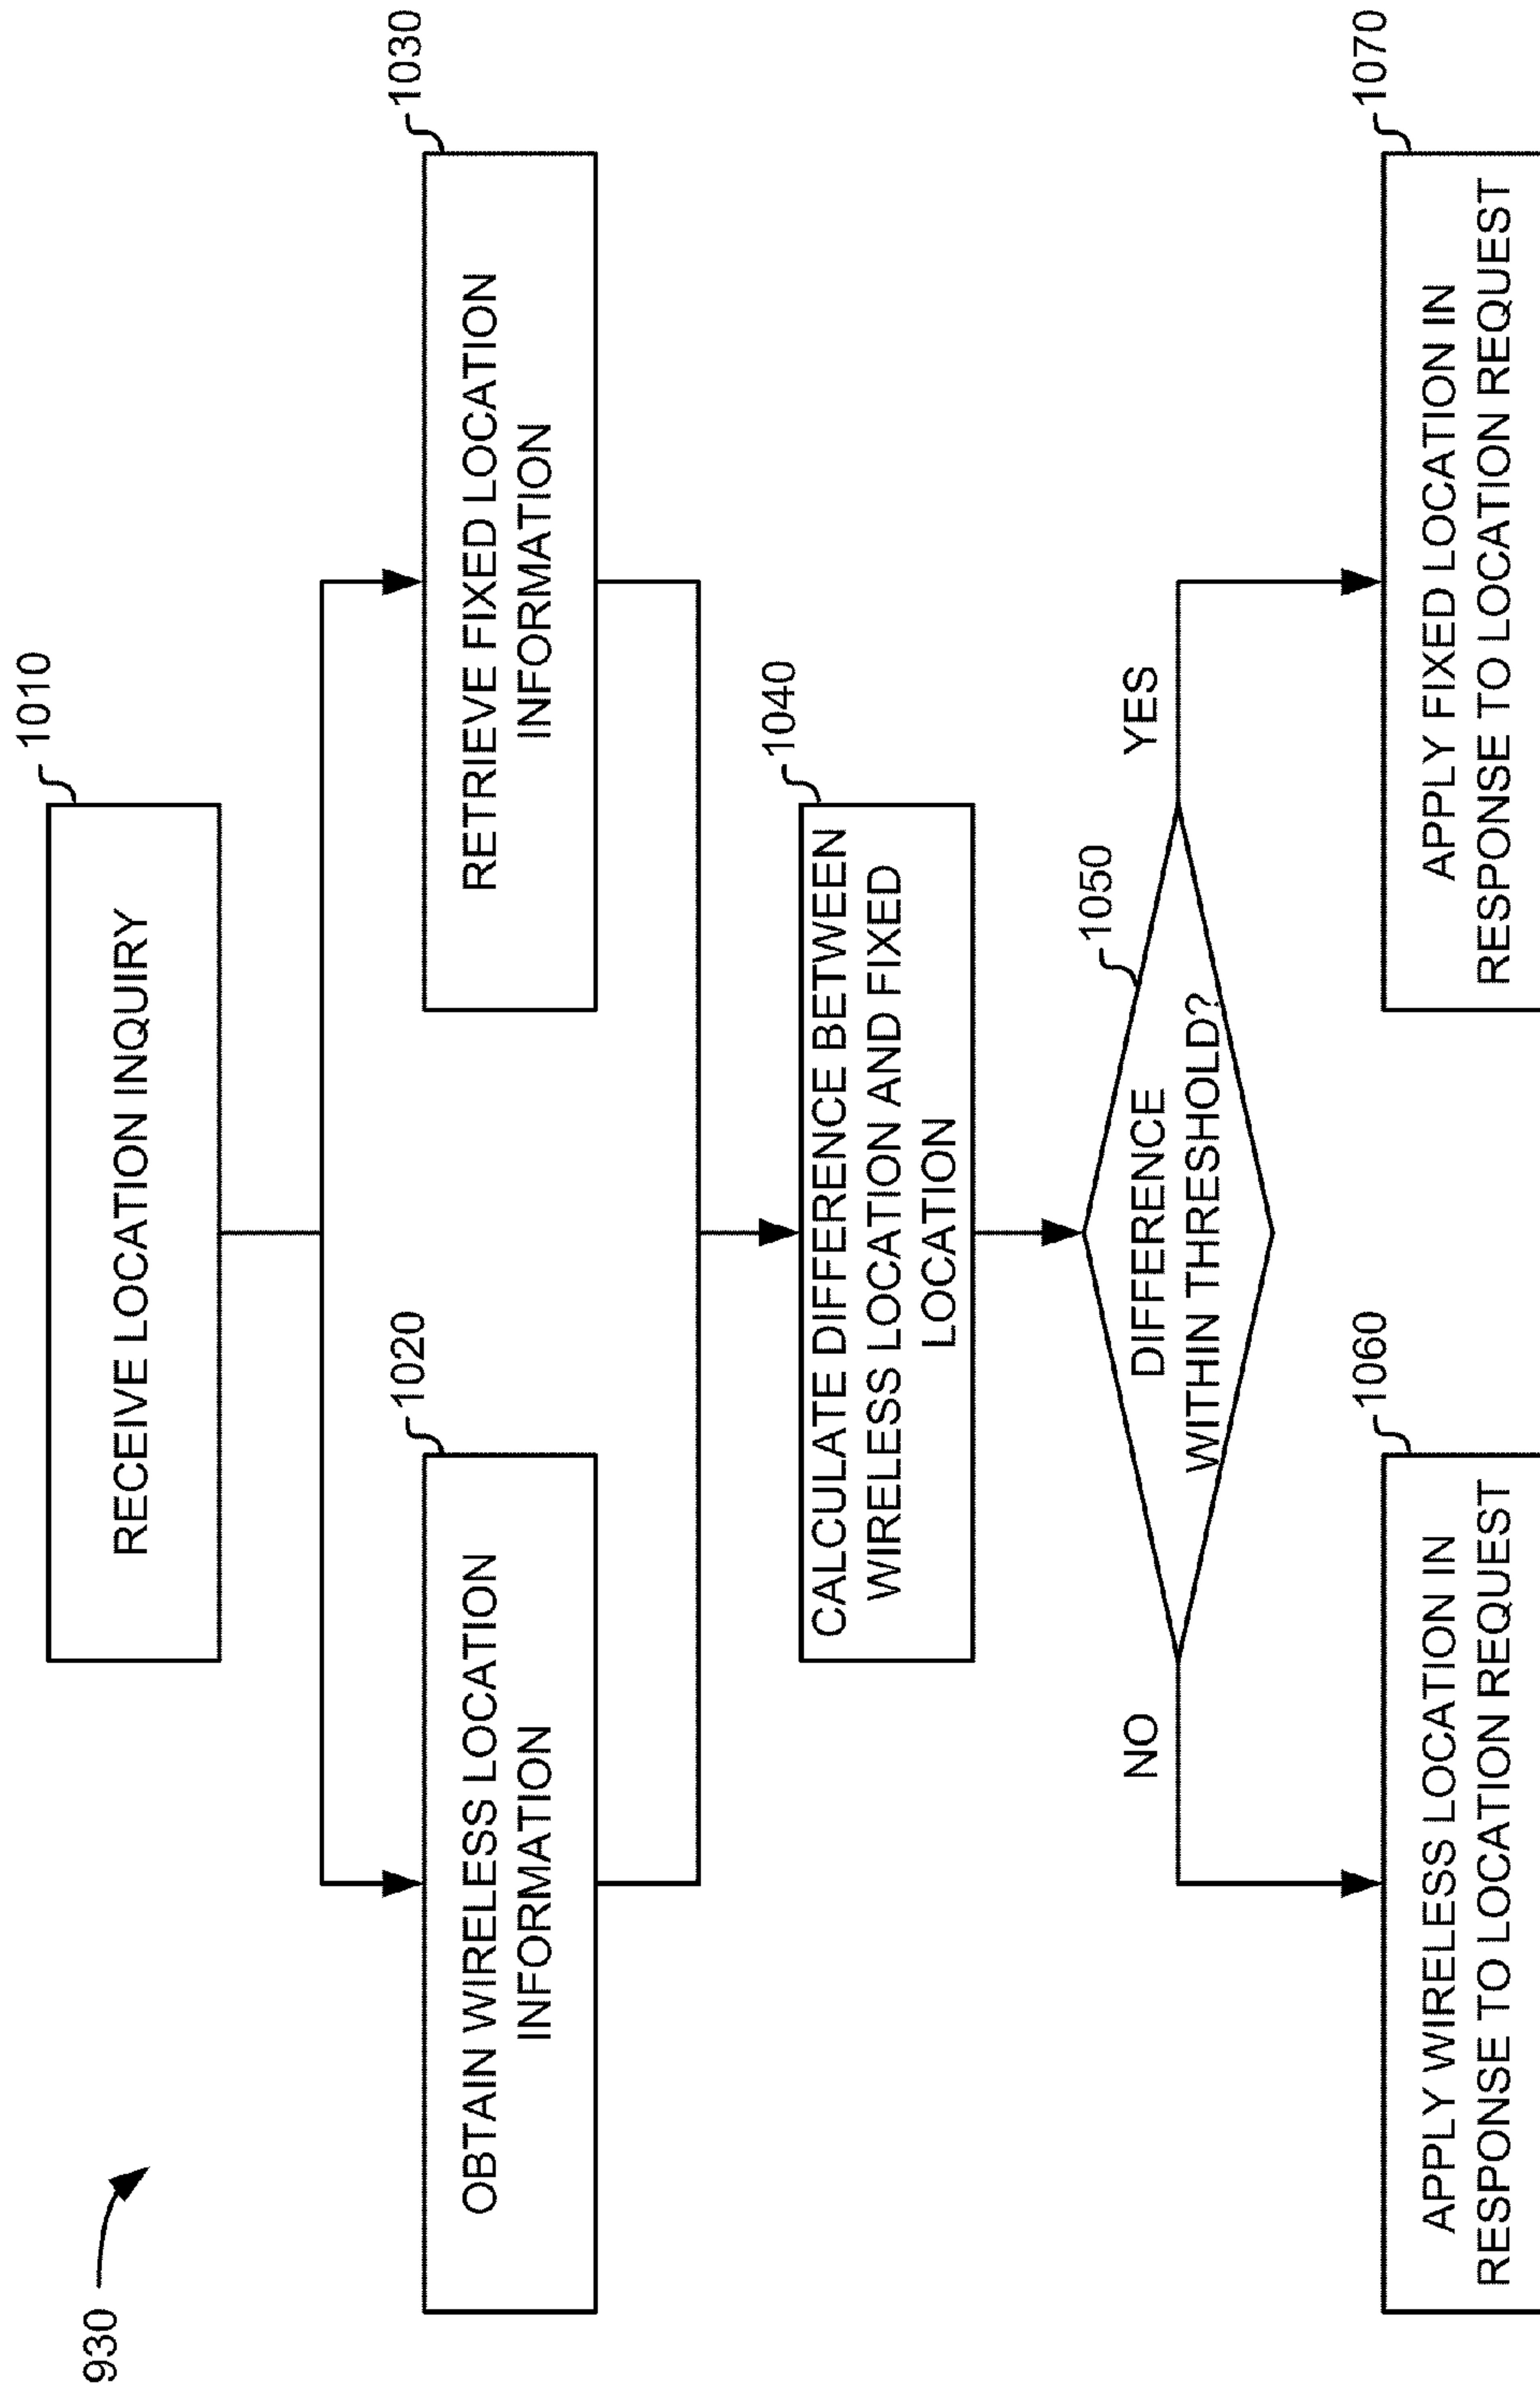 930
1010
RECEIVE LOCATION INQUIRY
1020
OBTAIN WIRELESS LOCATION
INFORMATION
1030
RETRIEVE FIXED LOCATION
INFORMATION
1040
CALCULATE DIFFERENCE BETWEEN
WIRELESS LOCATION AND FIXED
LOCATION
1050
DIFFERENCE
WITHIN THRESHOLD?
NO
YES
1060
APPLY WIRELESS LOCATION IN
RESPONSE TO LOCATION REQUEST
1070
APPLY FIXED LOCATION IN
RESPONSE TO LOCATION REQUEST